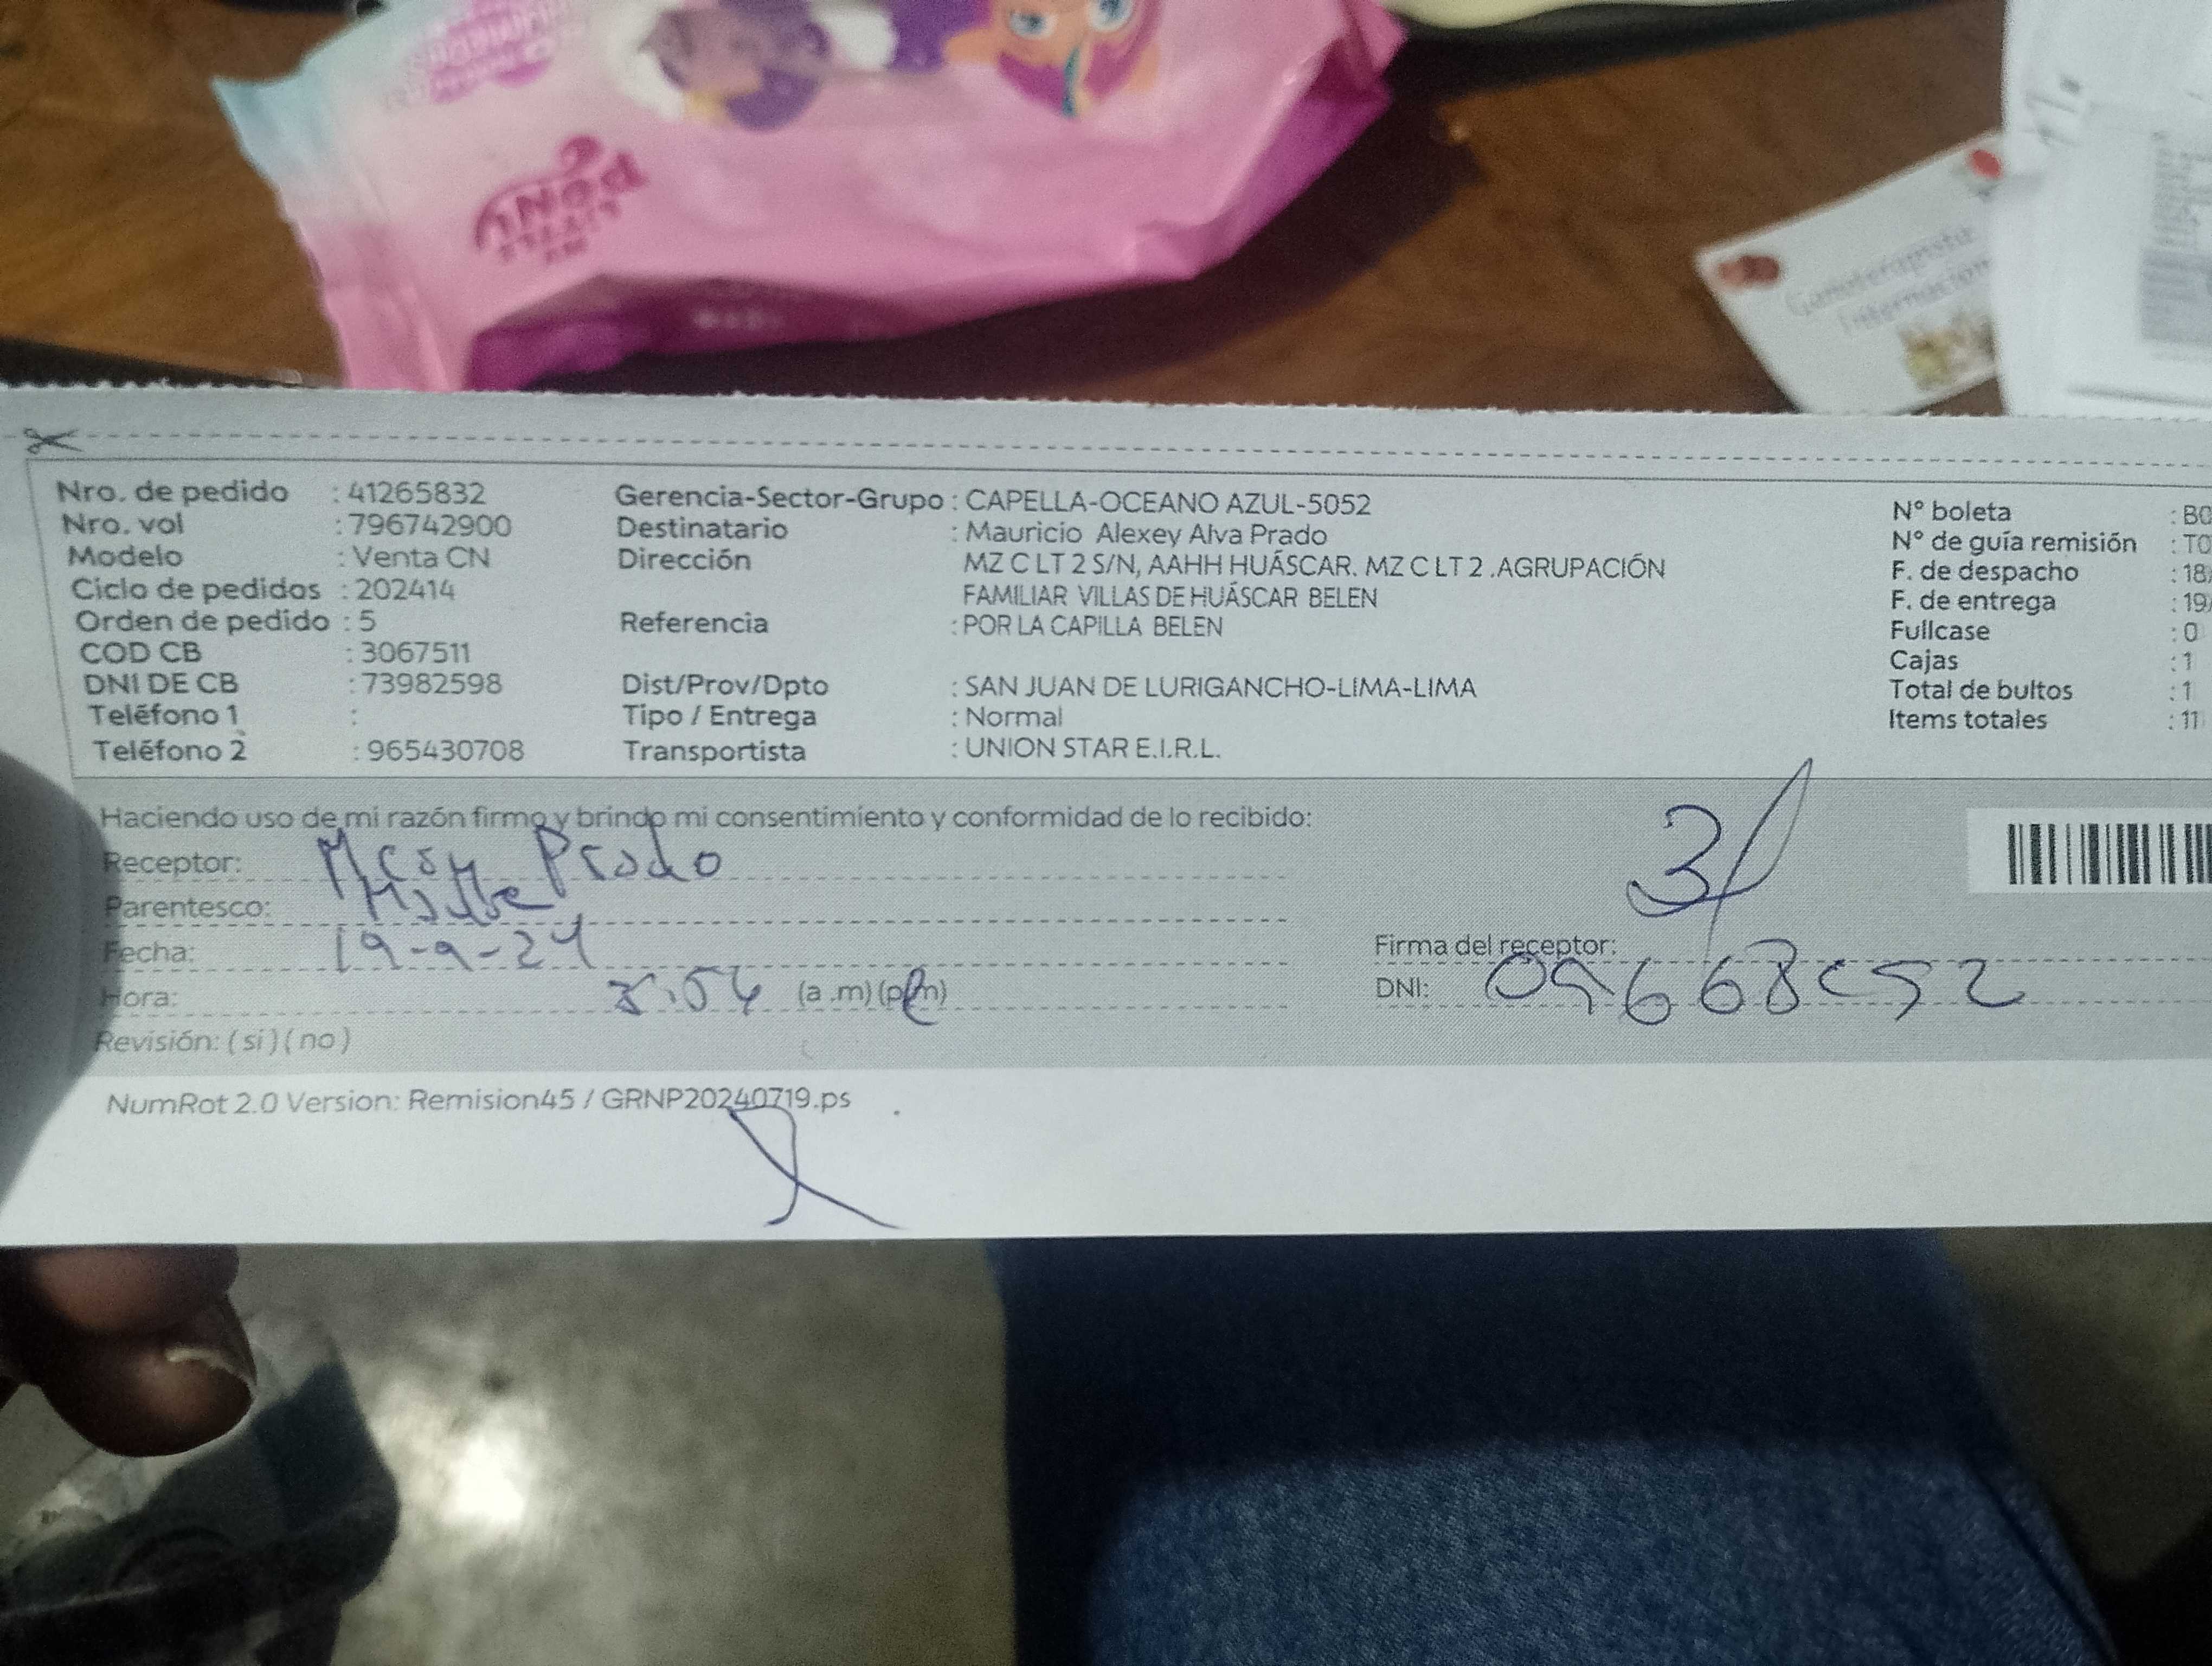 Nro. de pedido : 41265832
Nro. vol : 796742900
Modelo : Venta CN
Ciclo de pedidos : 202414
Orden de pedido : 5
COD CB : 3067511
DNI DE CB : 73982598
Teléfono 1 :
Teléfono 2 : 965430708
Gerencia-Sector-Grupo : CAPELLA-OCEANO AZUL-5052
Destinatario : Mauricio Alexey Alva Prado
Dirección MZ C LT 2 S/N, AAHH HUÁSCAR. MZ C LT 2 .AGRUPACIÓN
FAMILIAR VILLAS DE HUÁSCAR BELEN
Referencia : POR LA CAPILLA BELEN
Dist/Prov/Dpto : SAN JUAN DE LURIGANCHO-LIMA-LIMA
Tipo / Entrega : Normal
Transportista : UNION STAR E.I.R.L.
N° boleta : B0
N° de guía remisión : T0
F. de despacho : 18
F. de entrega : 19
Fullcase : 0
Cajas : 1
Total de bultos : 1
Items totales : 11
Haciendo uso de mi razón firmo y brindo mi consentimiento y conformidad de lo recibido:
Receptor: Prado
Parentesco:
Fecha: 19-9-24
Hora: (a .m) (p.m)
Revisión: ( si ) ( no )
Firma del receptor:
DNI:
NumRot 2.0 Version: Remision45 / GRNP20240719.ps